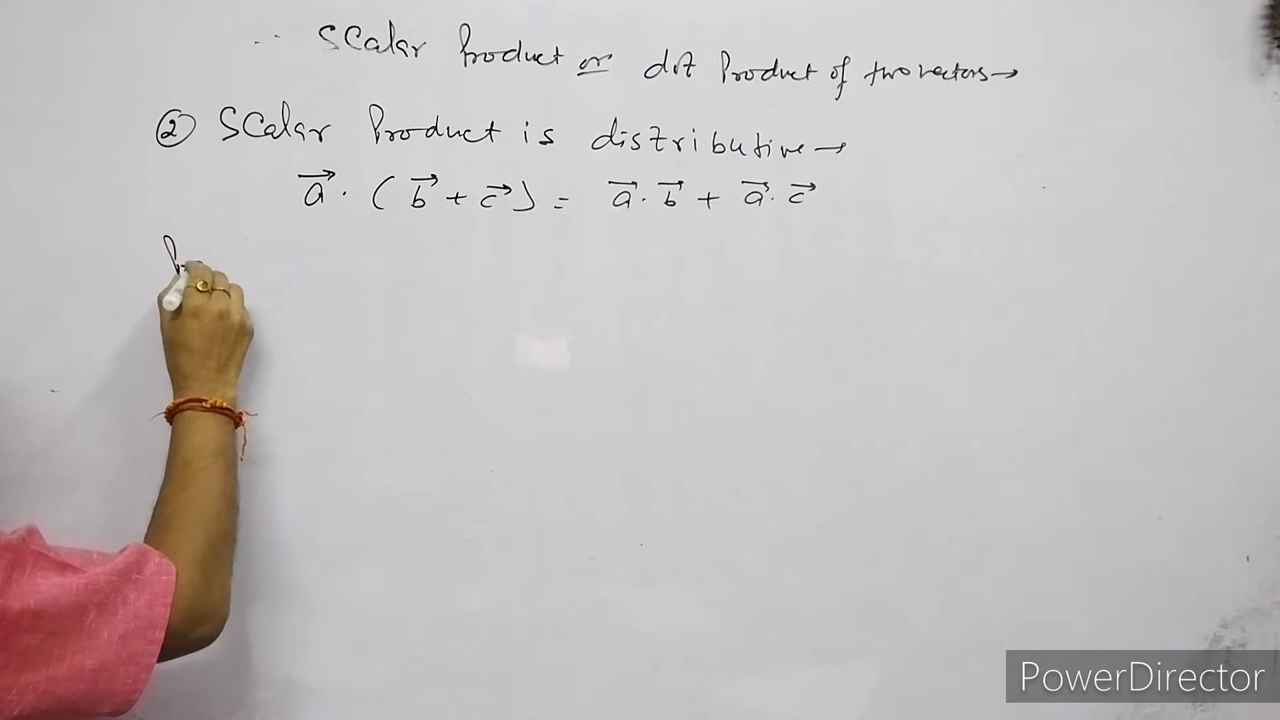 Scalar Product or dot Product of two vectors→
② Scalar Product is distributive→
a⃗ . ( b⃗ + c⃗ ) = a⃗ . b⃗ + a⃗ . c⃗
PowerDirector